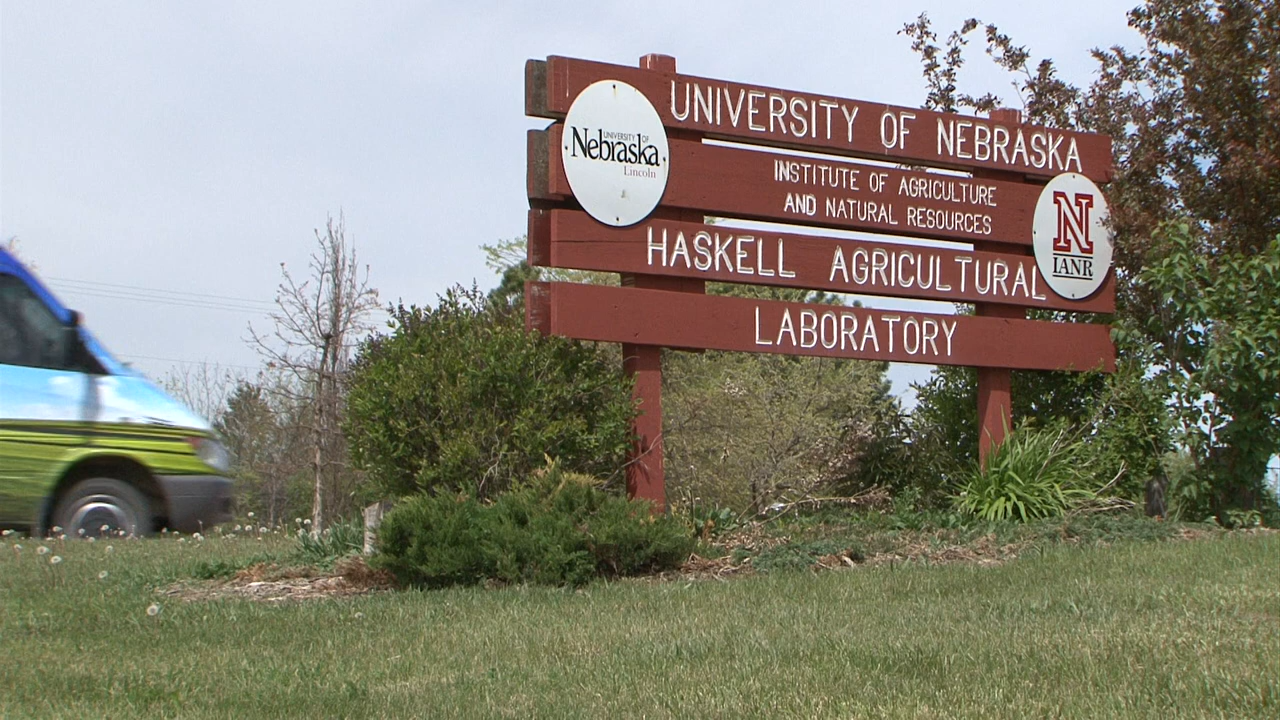 UNIVERSITY OF NEBRASKA
INSTITUTE OF AGRICULTURE
AND NATURAL RESOURCES
HASKELL AGRICULTURAL
LABORATORY
UNIVERSITY OF
Nebraska
Lincoln
N
IANR